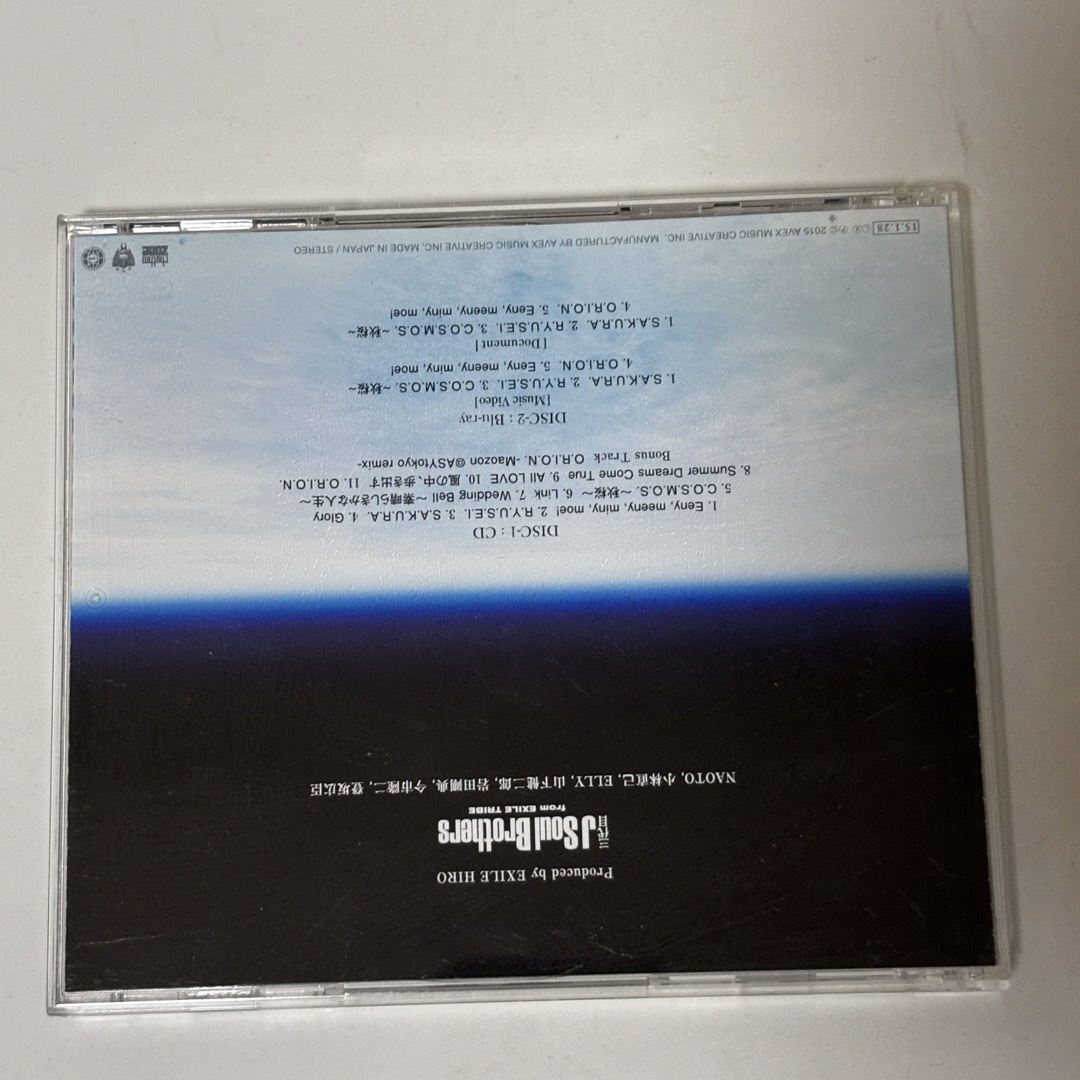 Produced by EXILE HIRO
三代目 J Soul Brothers
from EXILE TRIBE
NAOTO, 小林直己, ELLY, 山下健二郎, 岩田剛典, 今市隆二, 登坂広臣
DISC-1 : CD
1. Eeny, meeny, miny, moe! 2. R.Y.U.S.E.I. 3. S.A.K.U.R.A. 4. Glory
5. C.O.S.M.O.S. ~秋桜~ 6. Link 7. Wedding Bell ~素晴らしきかな人生~
8. Summer Dreams Come True 9. All LOVE 10. 風の中、歩き出す 11. O.R.I.O.N.
Bonus Track O.R.I.O.N. -Maozon @ASYtokyo remix-
DISC-2 : Blu-ray
[Music Video]
1. S.A.K.U.R.A. 2. R.Y.U.S.E.I. 3. C.O.S.M.O.S. ~秋桜~
4. O.R.I.O.N. 5. Eeny, meeny, miny, moe!
[Document]
1. S.A.K.U.R.A. 2. R.Y.U.S.E.I. 3. C.O.S.M.O.S. ~秋桜~
4. O.R.I.O.N. 5. Eeny, meeny, miny, moe!
15.1.28 Ⓛ Ⓧ Ⓟ © 2015 AVEX MUSIC CREATIVE INC. MANUFACTURED BY AVEX MUSIC CREATIVE INC, MADE IN JAPAN / STEREO
rhythm zone